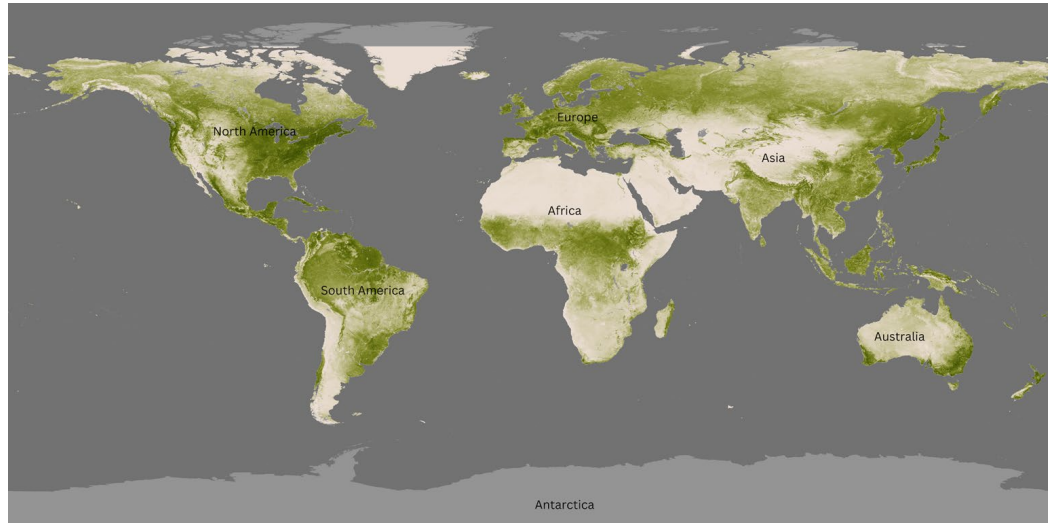 North America
Europe
Asia
Africa
South America
Australia
Antarctica